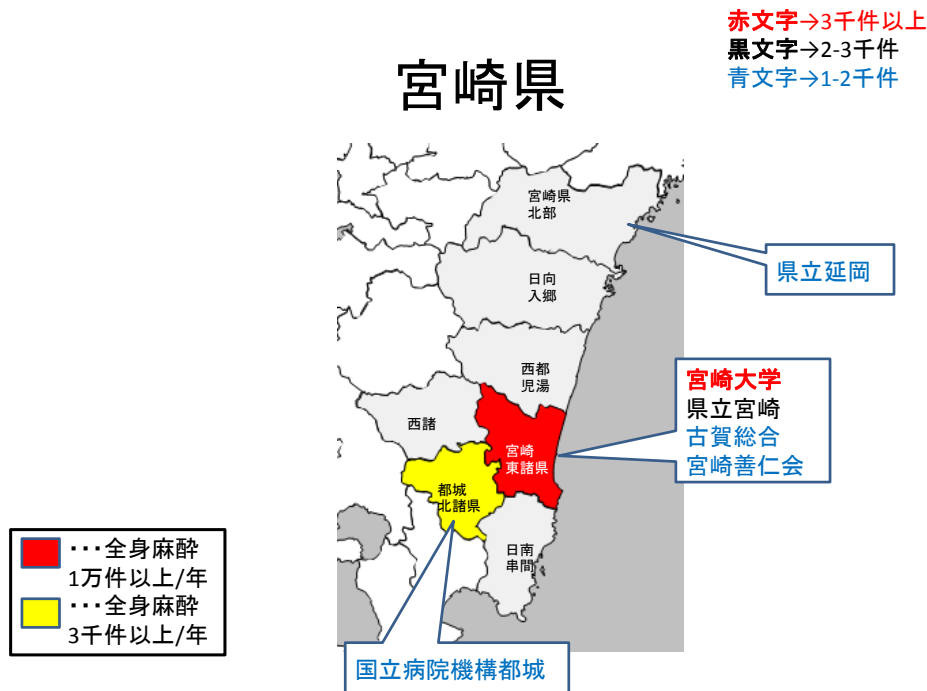 赤文字→3千件以上
黒文字→2-3千件
青文字→1-2千件
宮崎県
宮崎県
北部
県立延岡
日向
入郷
西都
児湯
宮崎大学
県立宮崎
古賀総合
宮崎善仁会
西諸
宮崎
東諸県
都城
北諸県
日南
串間
･･･全身麻酔
1万件以上/年
･･･全身麻酔
3千件以上/年
国立病院機構都城